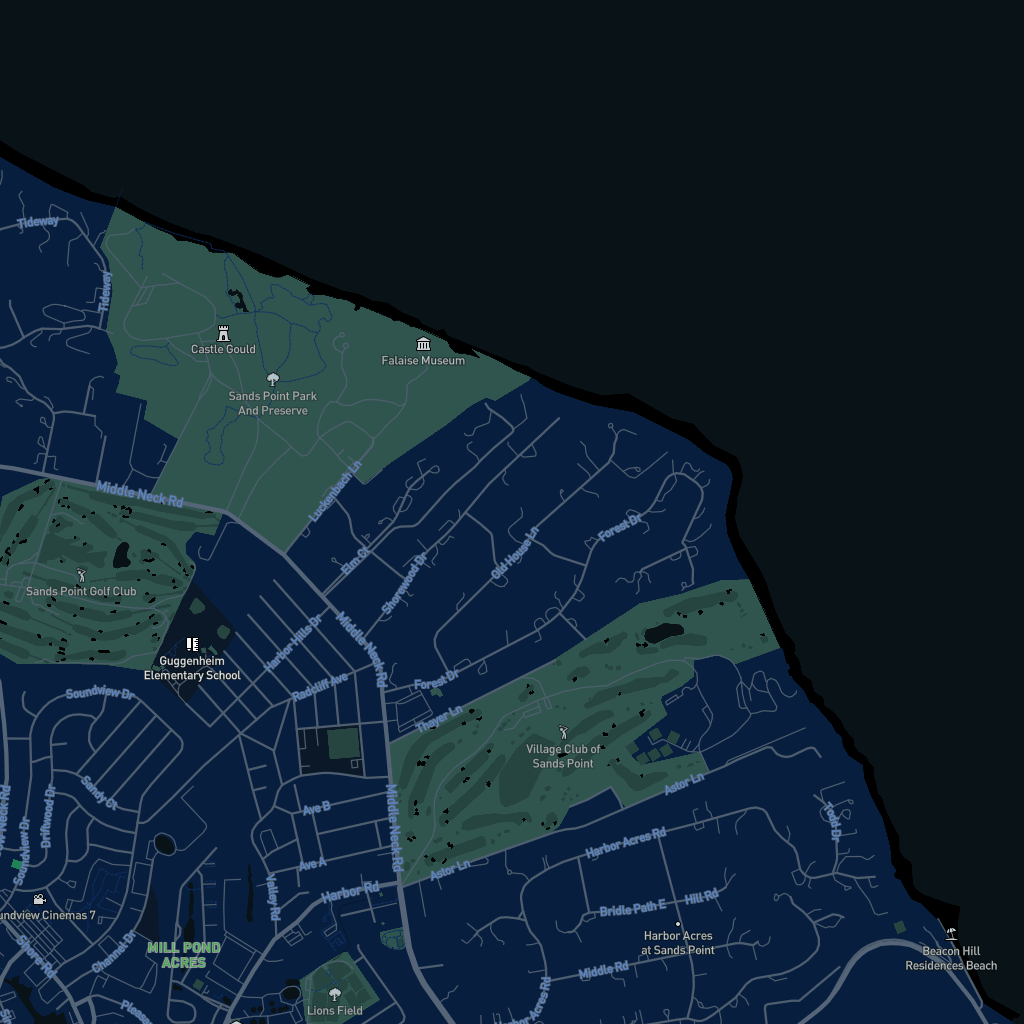 Tideway
Tideway
Castle Gould
Falaise Museum
Sands Point Park
And Preserve
Middle Neck Rd
Luckenbach Ln
Forest Dr
Old House Ln
Elm Ct
Shorewood Dr
Sands Point Golf Club
Harbor Hills Dr
Middle Neck Rd
Guggenheim
Elementary School
Radcliff Ave
Forest Dr
Soundview Dr
Thayer Ln
Village Club of
Sands Point
Astor Ln
Sandy Ct
Driftwood Dr
Soundview Dr
Ave B
Middle Neck Rd
Todd Dr
Harbor Acres Rd
Ave A
Astor Ln
Valley Rd
Harbor Rd
Hill Rd
Bridle Path E
undview Cinemas 7
Shore Rd
Channel Dr
MILL POND
ACRES
Harbor Acres
at Sands Point
Beacon Hill
Residences Beach
Middle Rd
Lions Field
Pleasa
Harbor Acres Rd